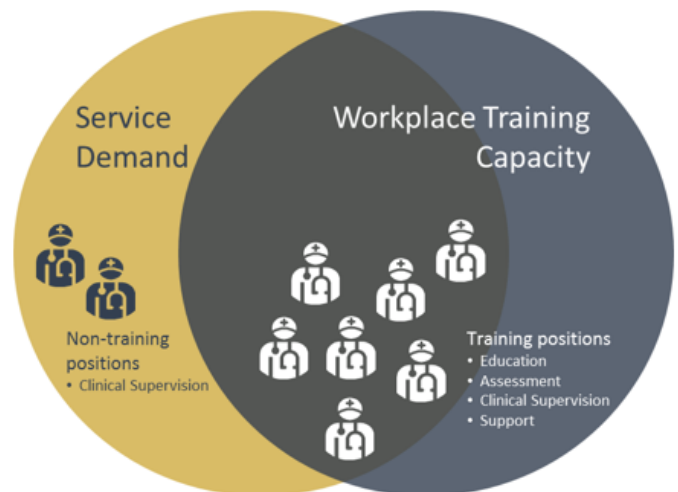 Service
Demand
Workplace Training
Capacity
Non-training
positions
• Clinical Supervision
Training positions
• Education
• Assessment
• Clinical Supervision
• Support